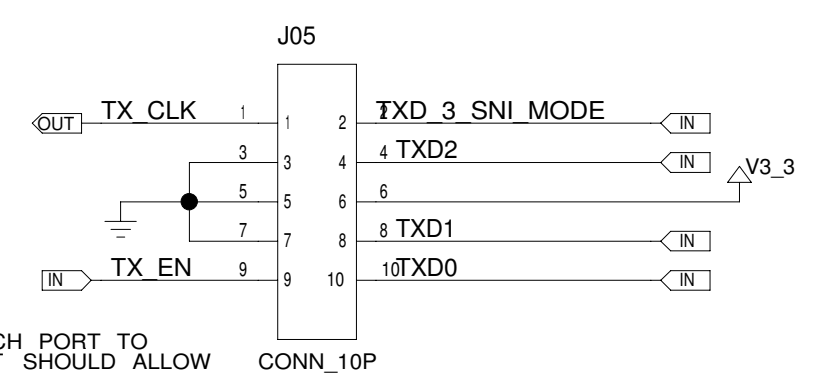 J05
OUT TX_CLK 1 1 2 2 TXD_3_SNI_MODE IN
3 3 4 4 TXD2 IN
5 5 6 6 V3_3
7 7 8 8 TXD1 IN
IN TX_EN 9 9 10 10 TXD0 IN
PORT TO
SHOULD ALLOW CONN_10P